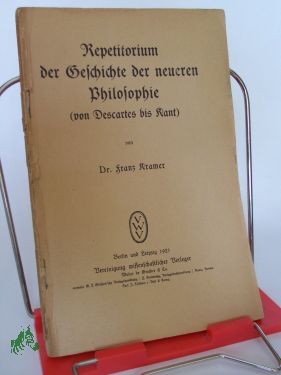 Repetitorium
der Geschichte der neueren
Philosophie
(von Descartes bis Kant)
von
Dr. Franz Kramer
V W V
Berlin und Leipzig 1921
Vereinigung wissenschaftlicher Verleger
Walter de Gruyter & Co.